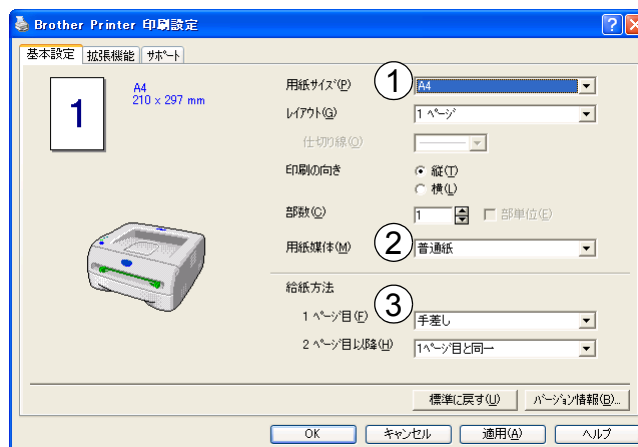 Brother Printer 印刷設定
基本設定 拡張機能 サポート
1
A4
210 x 297 mm
用紙サイズ(P) ① A4
レイアウト(G) 1 ページ
仕切り線(O)
印刷の向き 縦(T)
横(L)
部数(C) 1 部単位(E)
用紙媒体(M) ② 普通紙
給紙方法
1 ページ目(F) ③ 手差し
2 ページ目以降(H) 1ページ目と同一
標準に戻す(U) バージョン情報(B)...
OK キャンセル 適用(A) ヘルプ